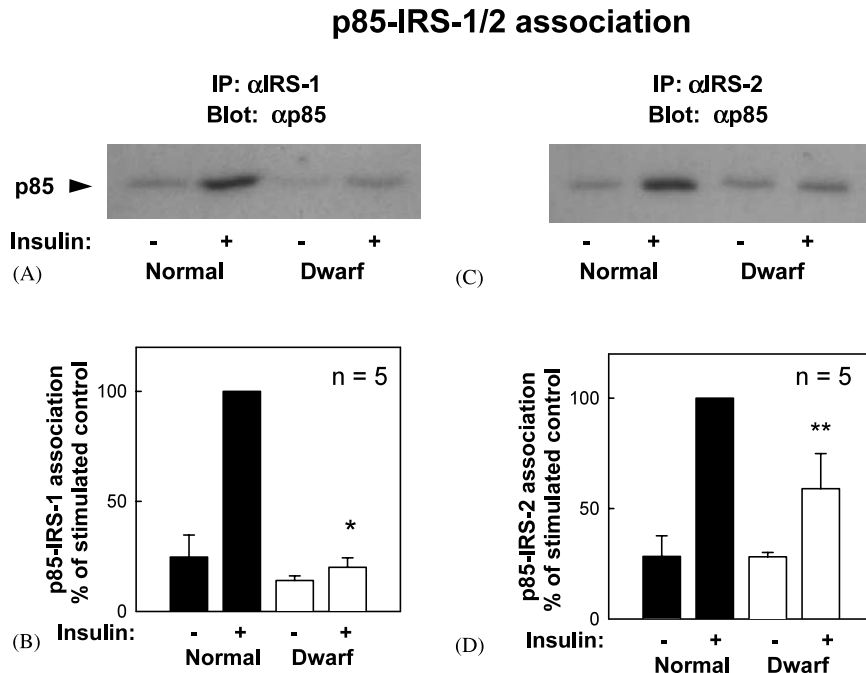 p85-IRS-1/2 association
IP: αIRS-1
Blot: αp85
p85 ►
Insulin: - + - +
Normal Dwarf
(A)
IP: αIRS-2
Blot: αp85
- + - +
Normal Dwarf
(C)
p85-IRS-1 association
% of stimulated control
100
50
0
n = 5
*
Insulin: - + - +
Normal Dwarf
(B)
p85-IRS-2 association
% of stimulated control
100
50
0
n = 5
**
Insulin: - + - +
Normal Dwarf
(D)